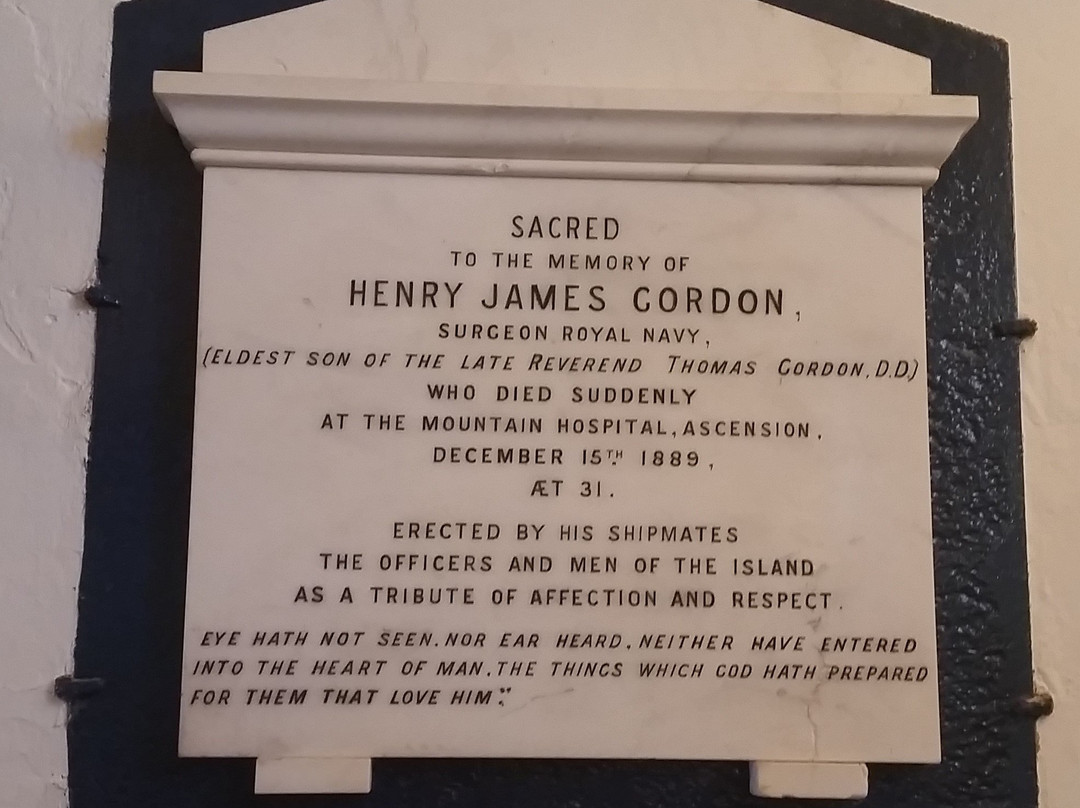 SACRED
TO THE MEMORY OF
HENRY JAMES GORDON,
SURGEON ROYAL NAVY,
(ELDEST SON OF THE LATE REVEREND THOMAS GORDON, D.D.)
WHO DIED SUDDENLY
AT THE MOUNTAIN HOSPITAL, ASCENSION,
DECEMBER 15TH 1889,
ÆT 31.
ERECTED BY HIS SHIPMATES
THE OFFICERS AND MEN OF THE ISLAND
AS A TRIBUTE OF AFFECTION AND RESPECT.
EYE HATH NOT SEEN, NOR EAR HEARD, NEITHER HAVE ENTERED
INTO THE HEART OF MAN, THE THINGS WHICH GOD HATH PREPARED
FOR THEM THAT LOVE HIM."